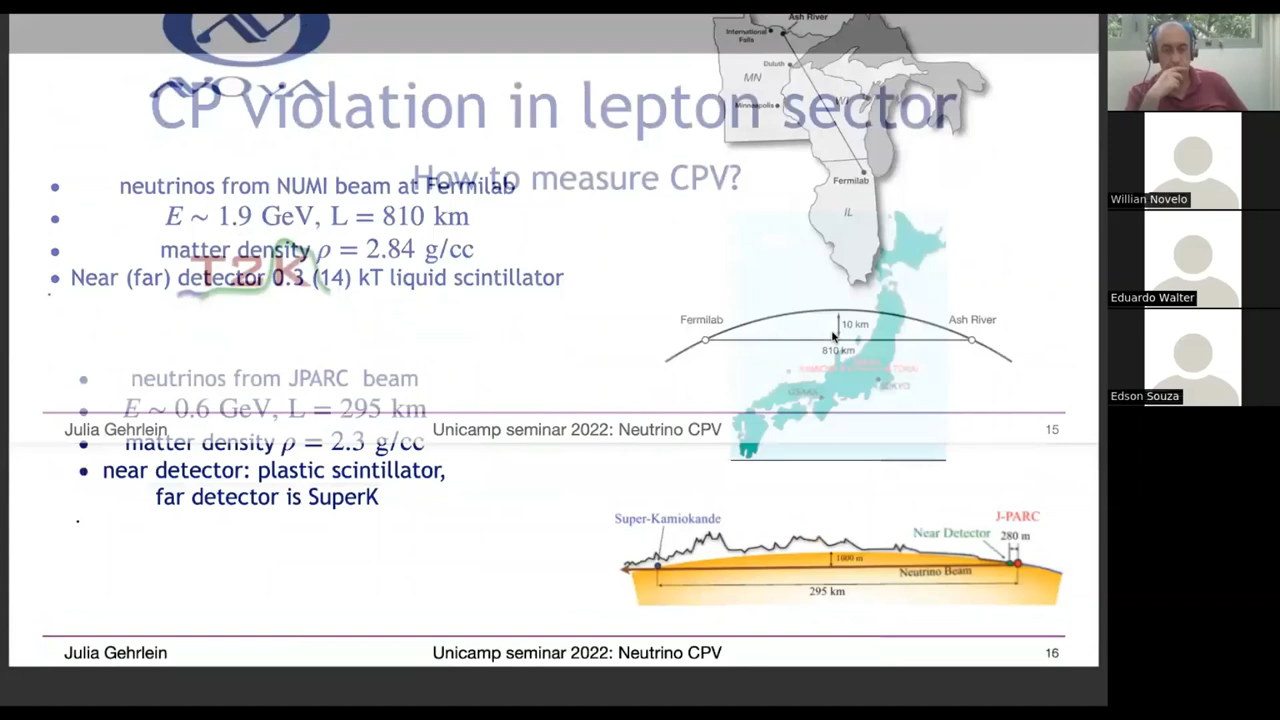 Ash River
International
Falls
Duluth
MN
WI
Minneapolis
NOVA
CP violation in lepton sector
How to measure CPV?
Fermilab
IL
• neutrinos from NUMI beam at Fermilab
• E ∼ 1.9 GeV, L = 810 km
• matter density ρ = 2.84 g/cc
• Near (far) detector 0.3 (14) kT liquid scintillator
T2K
Fermilab
10 km
Ash River
810 km
TOKYO
OSAKA
• neutrinos from JPARC beam
• E ∼ 0.6 GeV, L = 295 km
Julia Gehrlein
Unicamp seminar 2022: Neutrino CPV
15
• matter density ρ = 2.3 g/cc
• near detector: plastic scintillator,
far detector is SuperK
Super-Kamiokande
J-PARC
Near Detector
280 m
1000 m
Neutrino Beam
295 km
Julia Gehrlein
Unicamp seminar 2022: Neutrino CPV
16
Willian Novelo
Eduardo Walter
Edson Souza